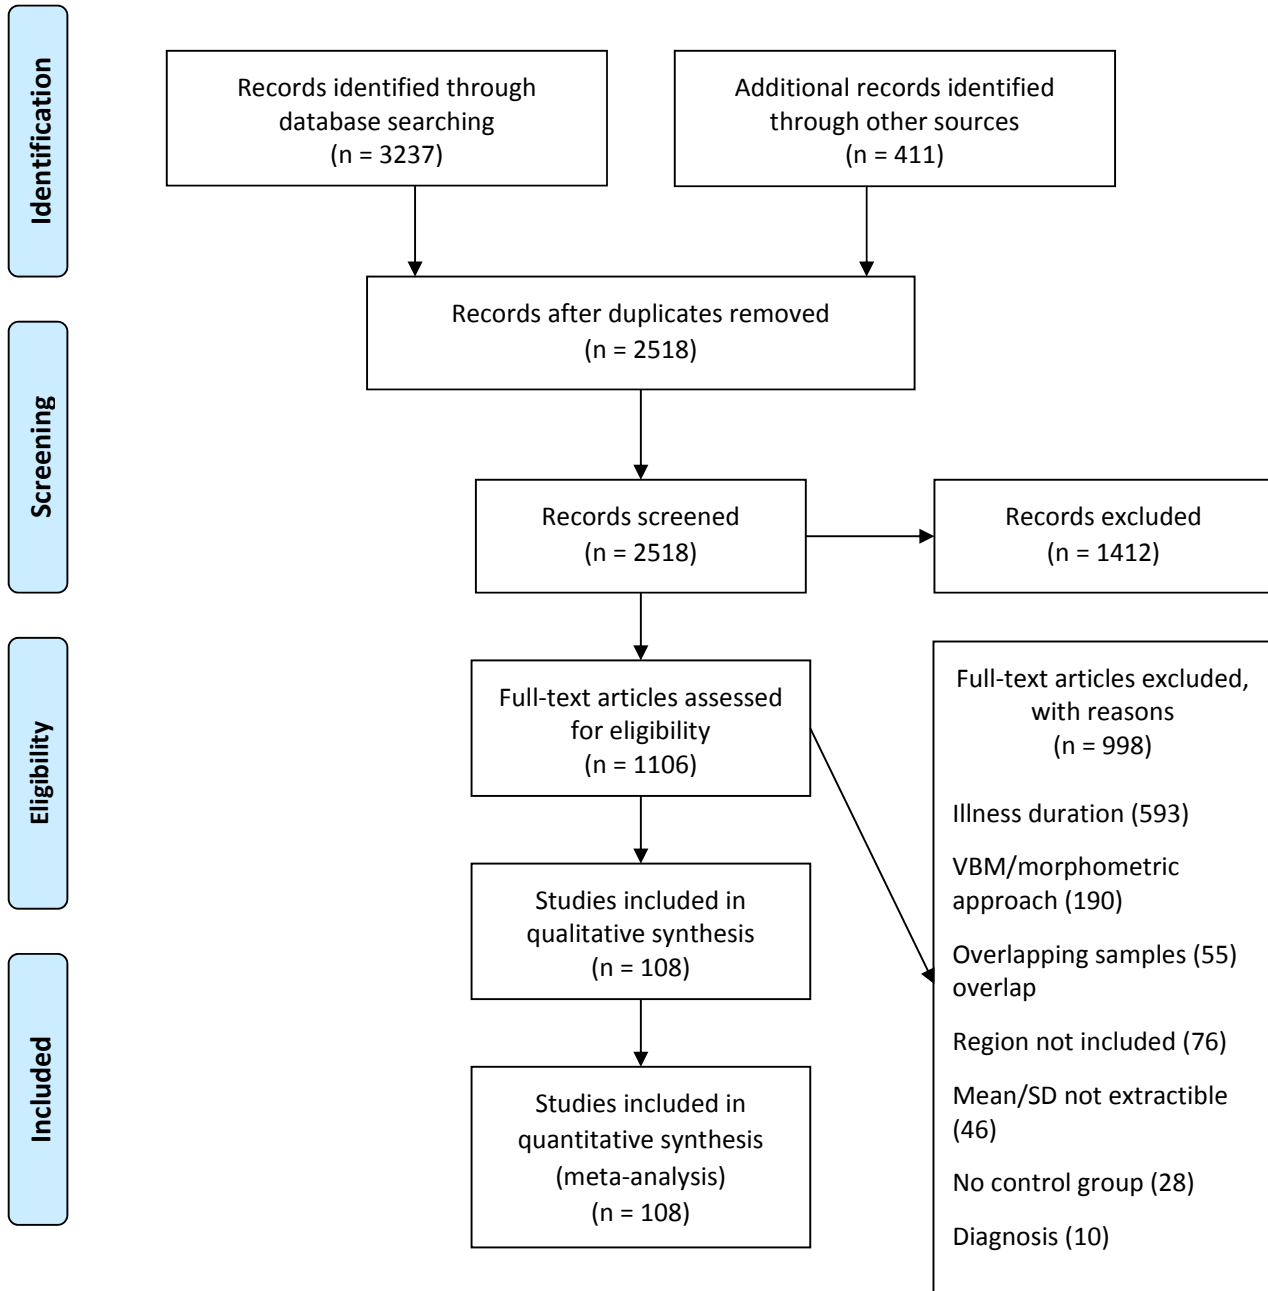 Identification
Records identified through
database searching
(n = 3237)
Additional records identified
through other sources
(n = 411)
Records after duplicates removed
(n = 2518)
Screening
Records screened
(n = 2518)
Records excluded
(n = 1412)
Eligibility
Full-text articles assessed
for eligibility
(n = 1106)
Full-text articles excluded,
with reasons
(n = 998)
Illness duration (593)
VBM/morphometric
approach (190)
Overlapping samples (55)
overlap
Region not included (76)
Mean/SD not extractible
(46)
No control group (28)
Diagnosis (10)
Studies included in
qualitative synthesis
(n = 108)
Included
Studies included in
quantitative synthesis
(meta-analysis)
(n = 108)